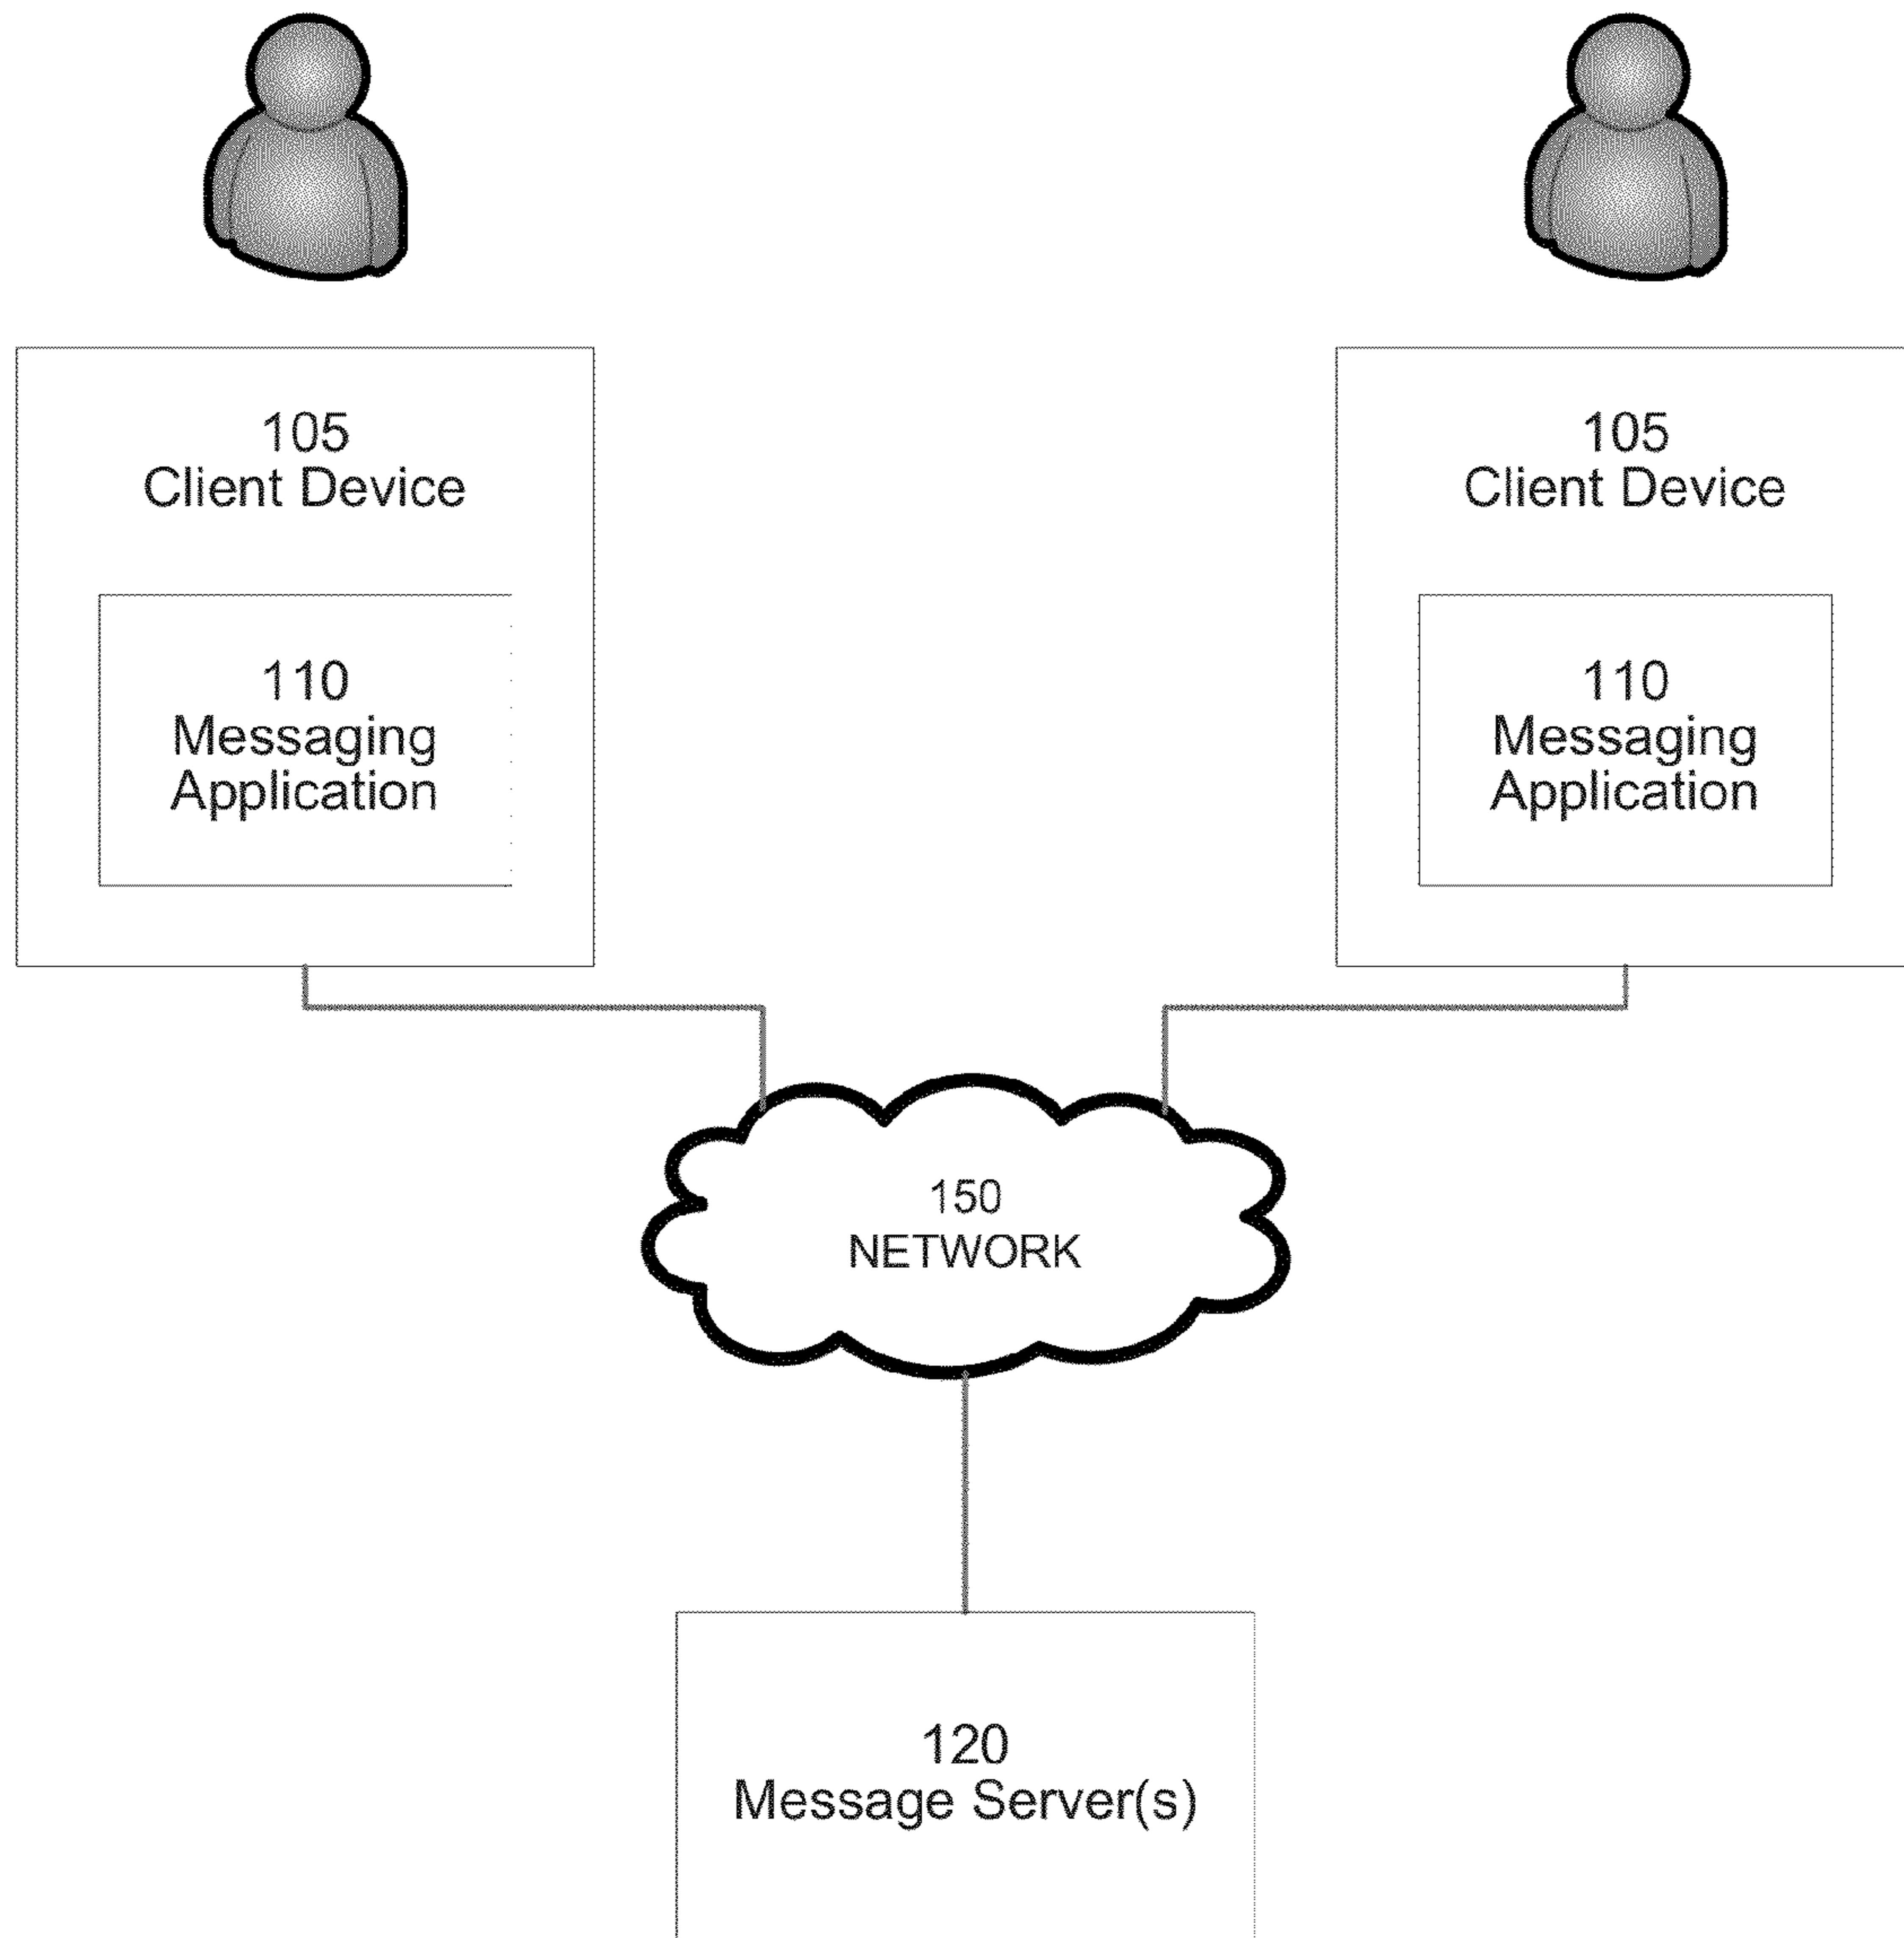 105
Client Device
110
Messaging
Application
105
Client Device
110
Messaging
Application
150
NETWORK
120
Message Server(s)